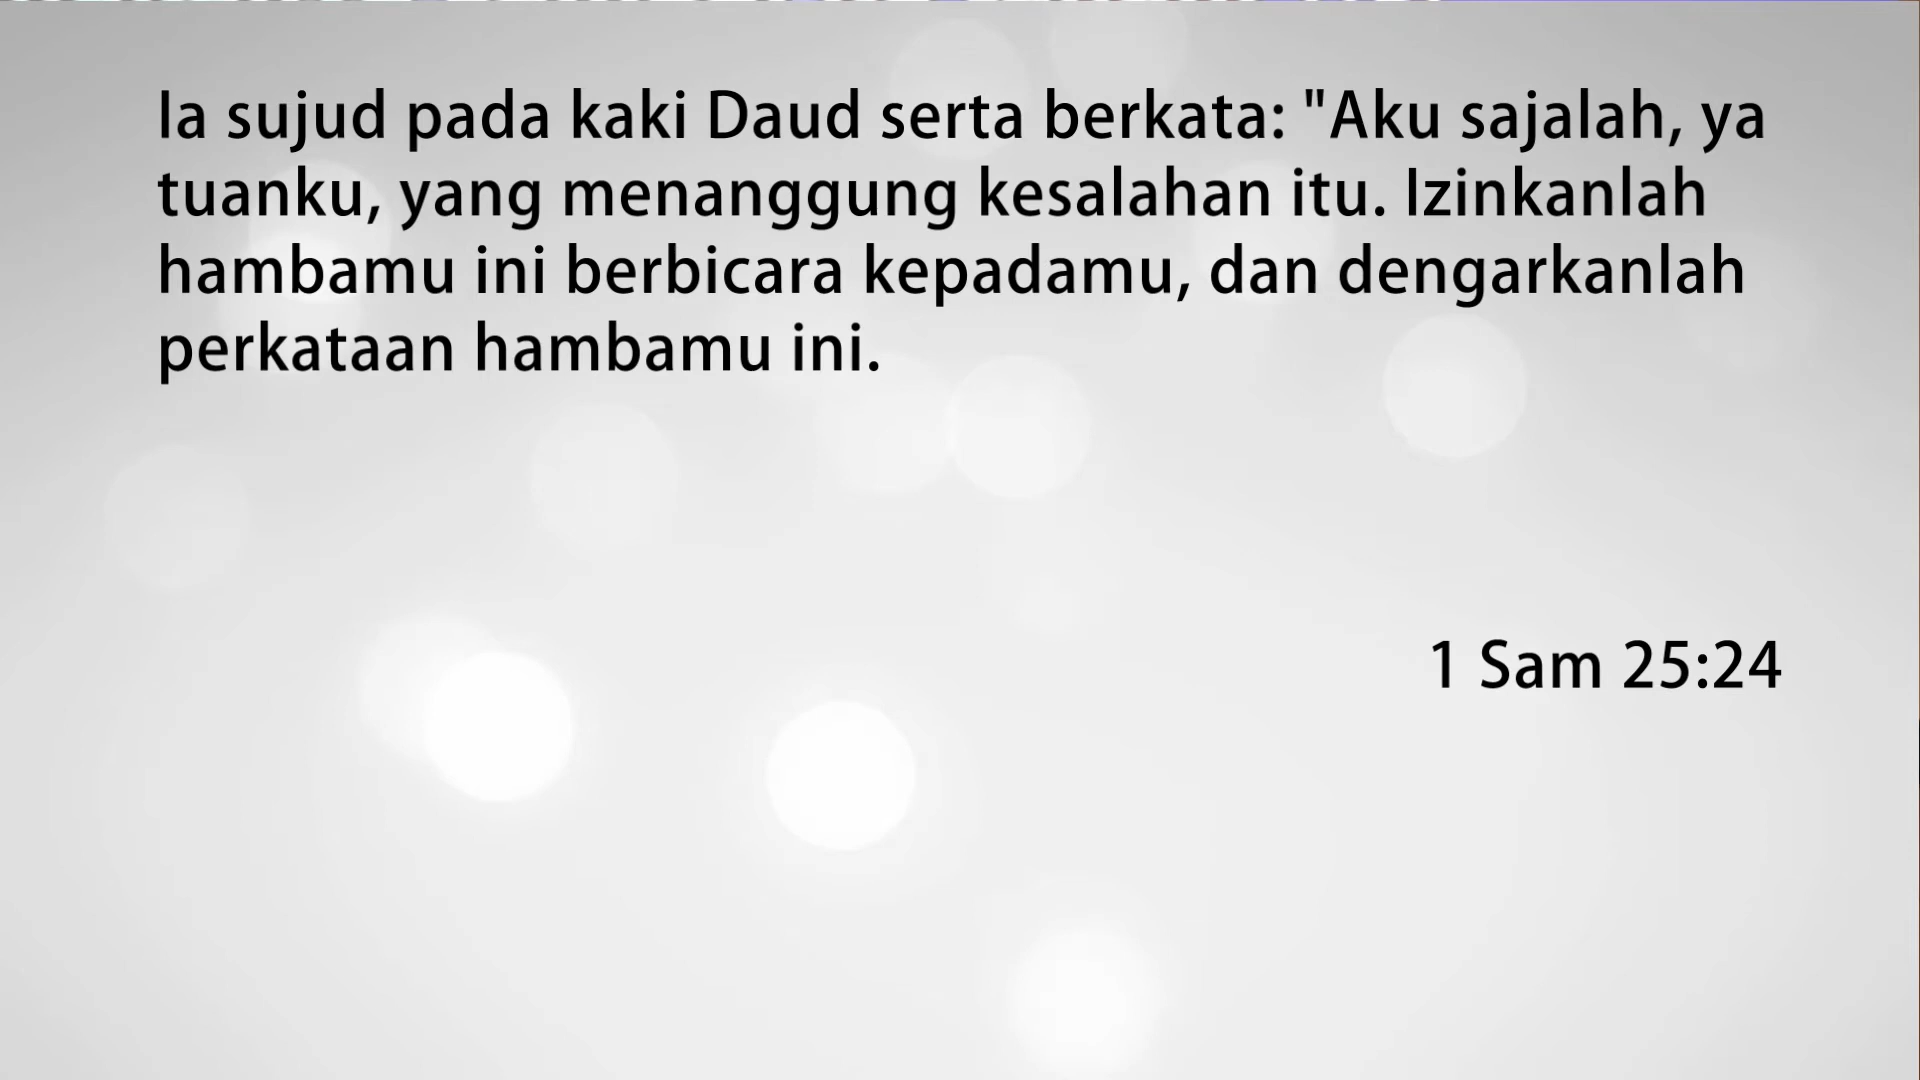 Ia sujud pada kaki Daud serta berkata: "Aku sajalah, ya
tuanku, yang menanggung kesalahan itu. Izinkanlah
hambamu ini berbicara kepadamu, dan dengarkanlah
perkataan hambamu ini.
1 Sam 25:24